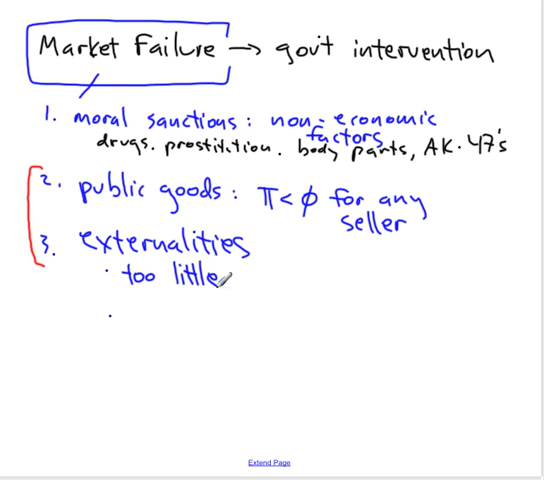 Market Failure → gov't intervention
1. moral sanctions : non-economic factors
drugs. prostitution. body parts, AK.47's
2. public goods : π < ϕ for any seller
3. externalities
· too little
·
Extend Page